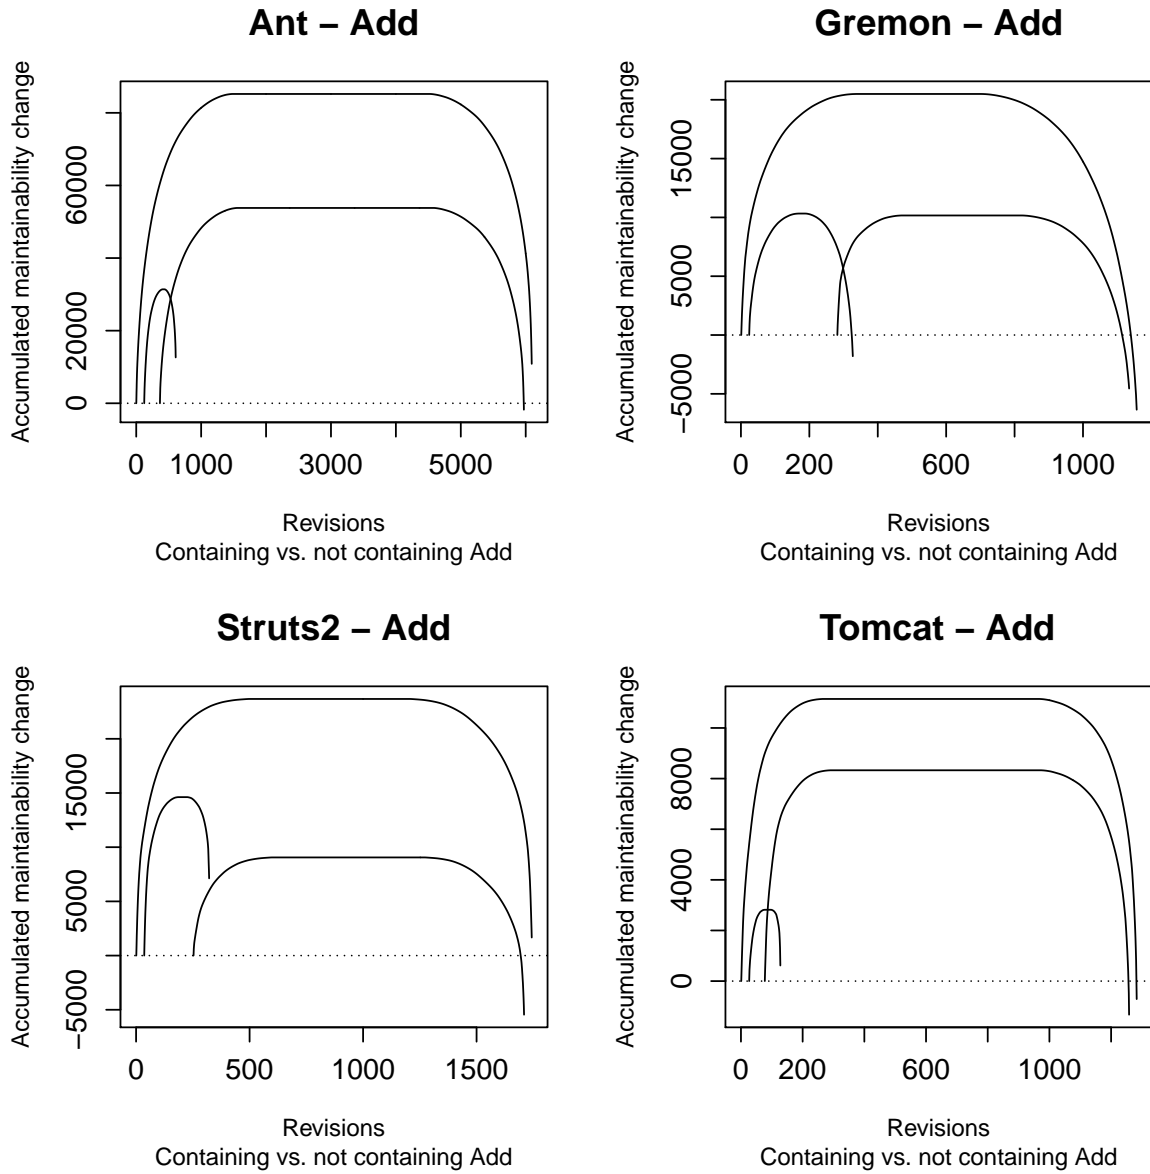 Ant – Add
Accumulated maintainability change
0 20000 60000
0 1000 3000 5000
Revisions
Containing vs. not containing Add
Gremon – Add
Accumulated maintainability change
−5000 5000 15000
0 200 600 1000
Revisions
Containing vs. not containing Add
Struts2 – Add
Accumulated maintainability change
−5000 5000 15000
0 500 1000 1500
Revisions
Containing vs. not containing Add
Tomcat – Add
Accumulated maintainability change
0 4000 8000
0 200 600 1000
Revisions
Containing vs. not containing Add